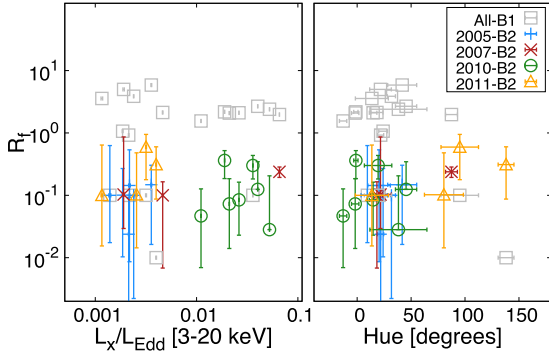 All-B1
2005-B2
2007-B2
2010-B2
2011-B2
R_f
10^1
10^0
10^-1
10^-2
0.001
0.01
0.1
0
50
100
150
L_x/L_Edd [3-20 keV]
Hue [degrees]